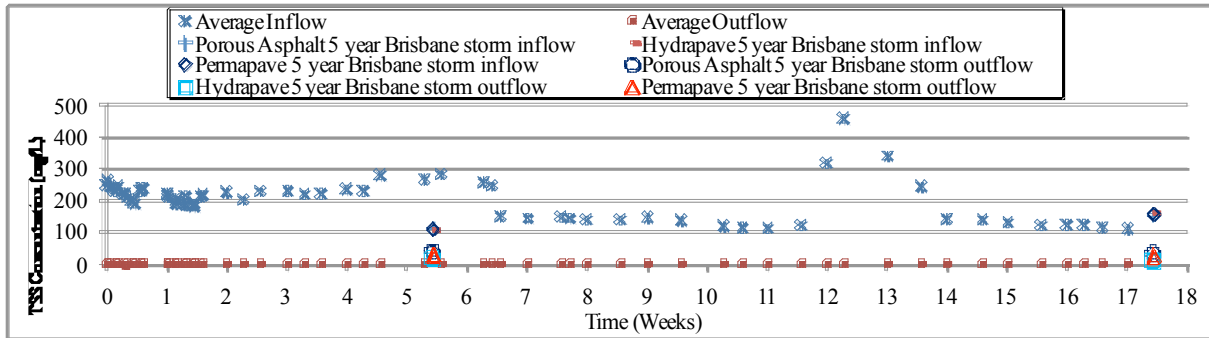 Average Inflow Average Outflow
Porous Asphalt 5 year Brisbane storm inflow Hydrapave 5 year Brisbane storm inflow
Permapave 5 year Brisbane storm inflow Porous Asphalt 5 year Brisbane storm outflow
Hydrapave 5 year Brisbane storm outflow Permapave 5 year Brisbane storm outflow
500
400
300
200
100
0
0 1 2 3 4 5 6 7 8 9 10 11 12 13 14 15 16 17 18
Time (Weeks)
TSS (mg/L)